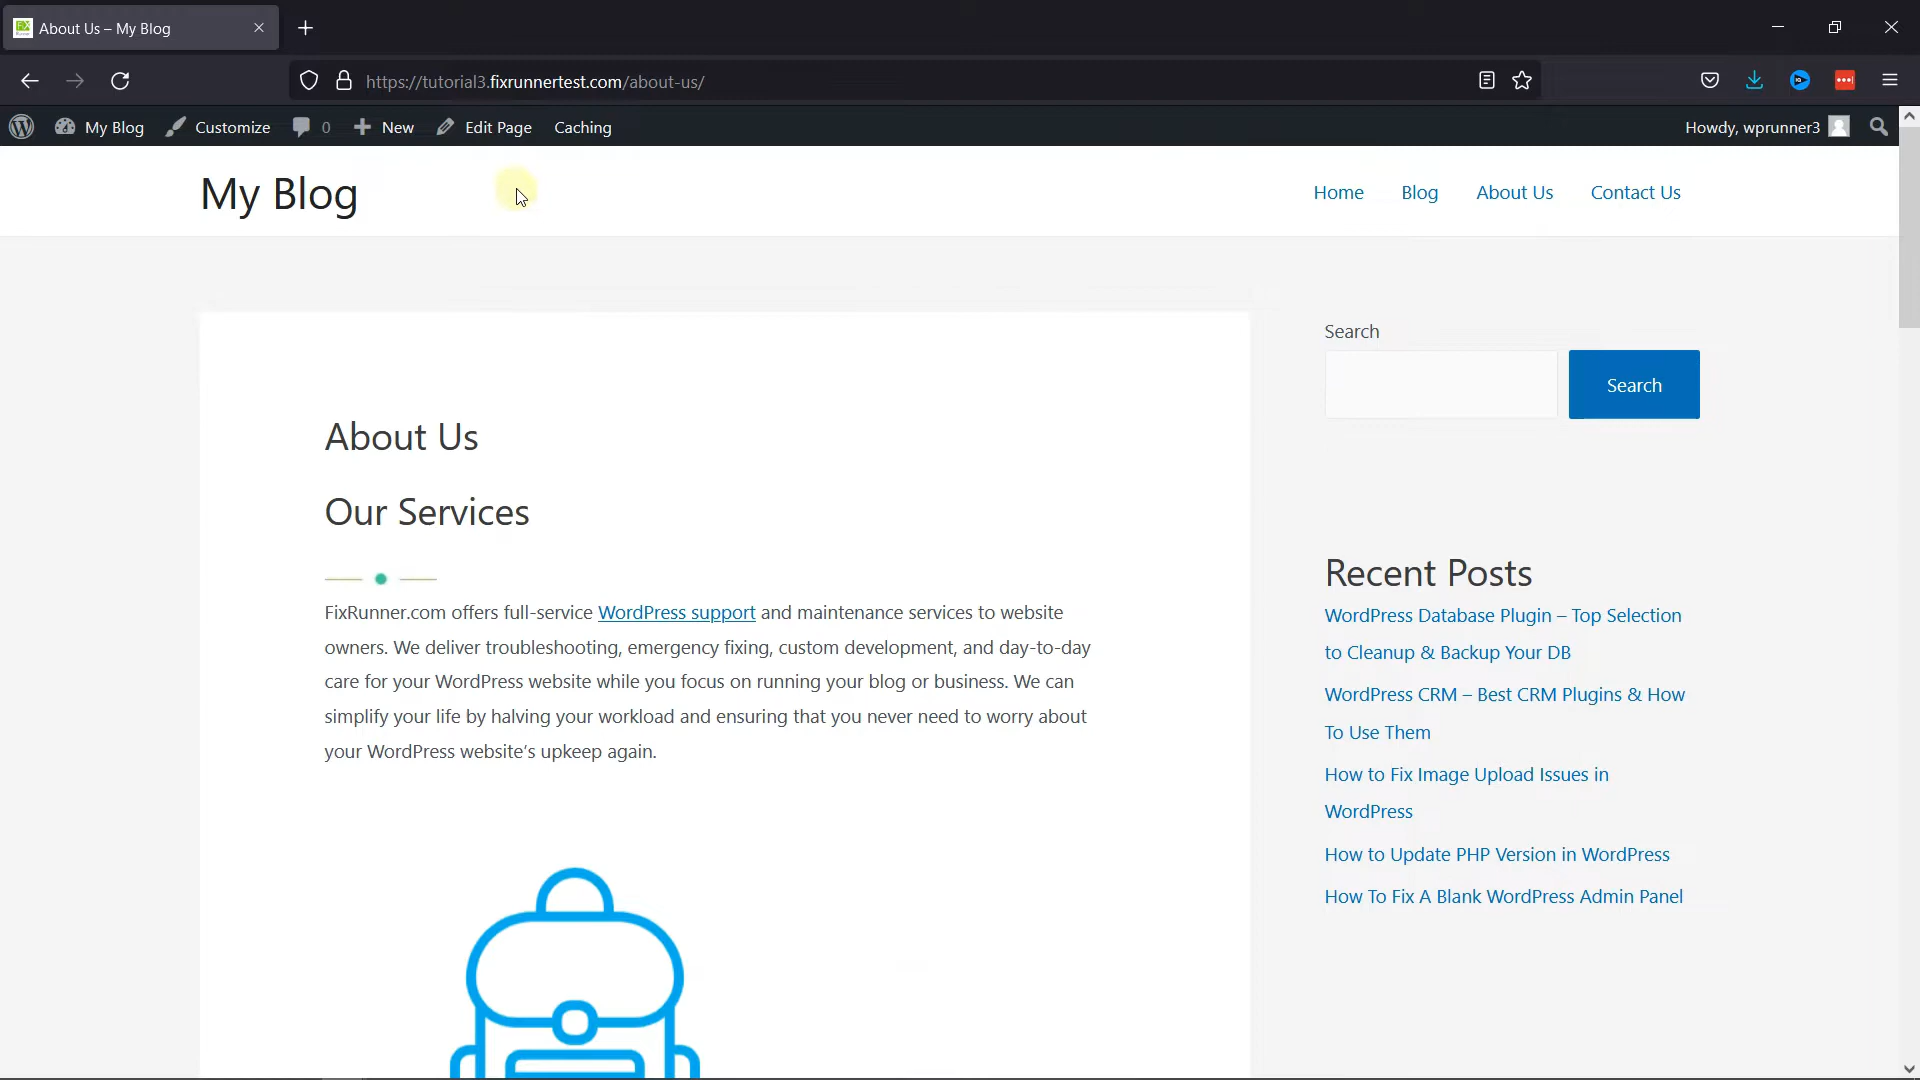 About Us – My Blog
https://tutorial3.fixrunnertest.com/about-us/
My Blog
Customize
0
New
Edit Page
Caching
Howdy, wprunner3
My Blog
Home
Blog
About Us
Contact Us
About Us
Our Services
FixRunner.com offers full-service WordPress support and maintenance services to website
owners. We deliver troubleshooting, emergency fixing, custom development, and day-to-day
care for your WordPress website while you focus on running your blog or business. We can
simplify your life by halving your workload and ensuring that you never need to worry about
your WordPress website's upkeep again.
Search
Search
Recent Posts
WordPress Database Plugin – Top Selection
to Cleanup & Backup Your DB
WordPress CRM – Best CRM Plugins & How
To Use Them
How to Fix Image Upload Issues in
WordPress
How to Update PHP Version in WordPress
How To Fix A Blank WordPress Admin Panel